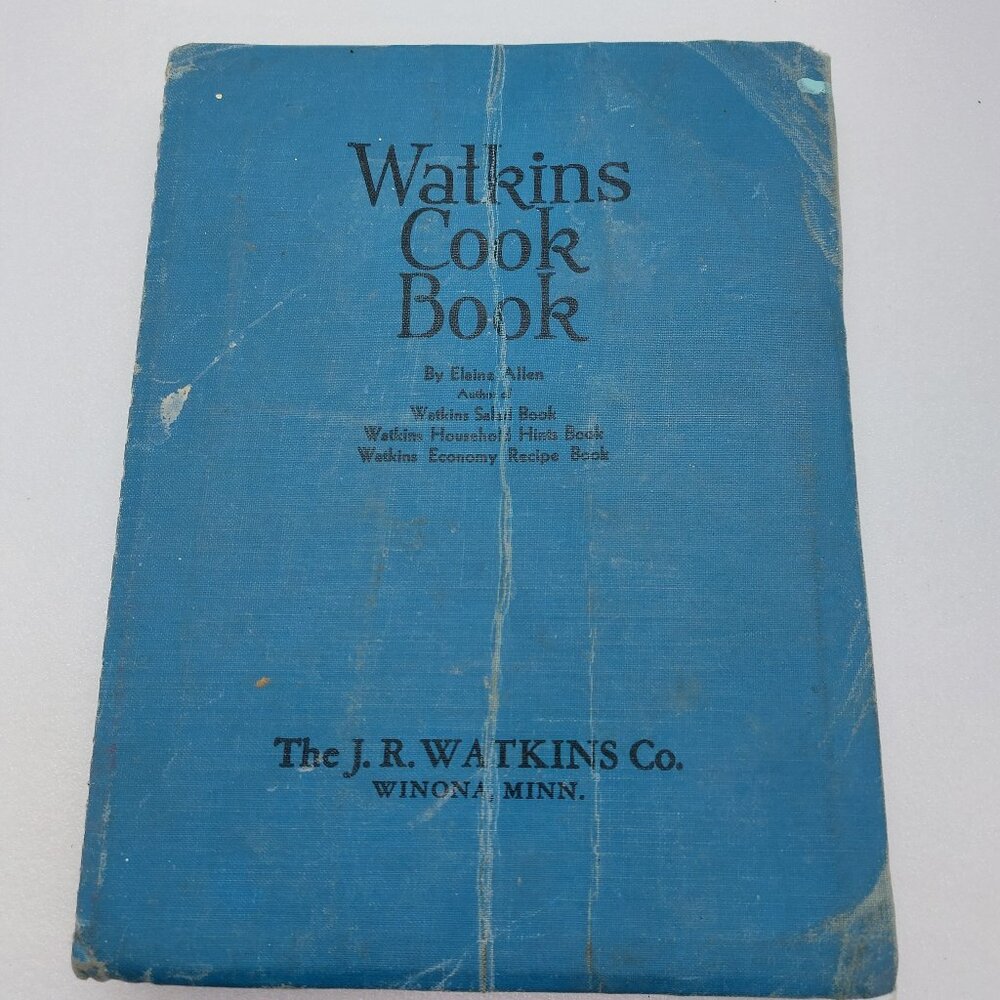 Watkins
Cook
Book
By Elaine Allen
Author of
Watkins Salad Book
Watkins Household Hints Book
Watkins Economy Recipe Book
The J. R. WATKINS Co.
WINONA, MINN.